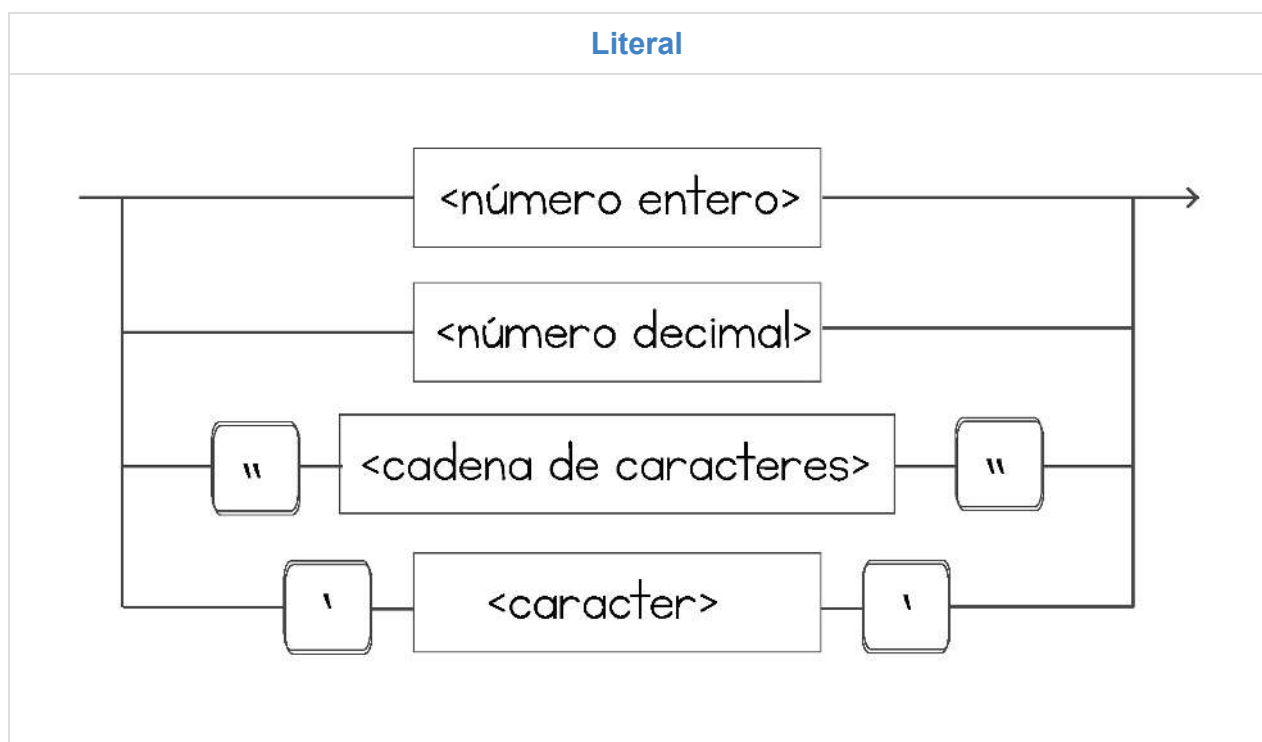 Literal
<número entero>
<número decimal>
" <cadena de caracteres> "
' <caracter> '